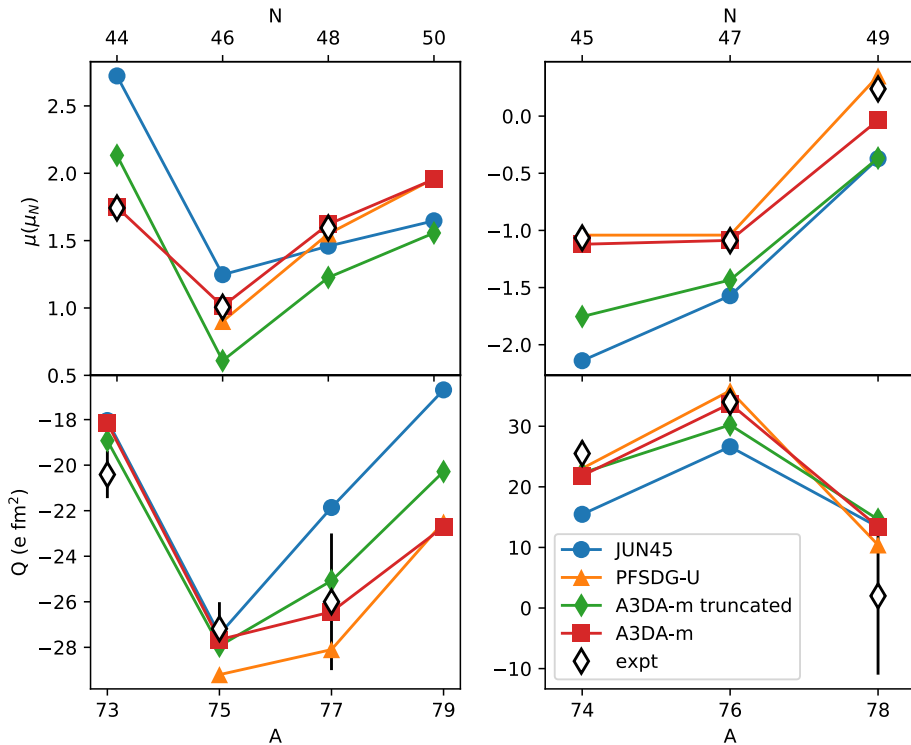 N
N
44 46 48 50
45 47 49
μ(μN)
2.5
2.0
1.5
1.0
0.5
0.0
−0.5
−1.0
−1.5
−2.0
Q (e fm²)
−18
−20
−22
−24
−26
−28
30
20
10
0
−10
JUN45
PFSDG-U
A3DA-m truncated
A3DA-m
expt
73 75 77 79
74 76 78
A
A